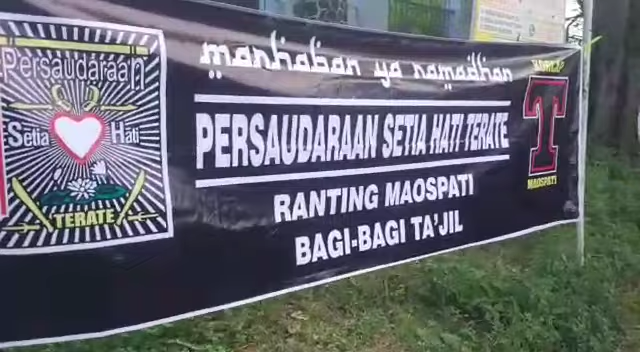 Persaudaraan
Setia Hati
TERATE
marhaban ya ramadhan
PERSAUDARAAN SETIA HATI TERATE
RANTING MAOSPATI
BAGI-BAGI TA'JIL
T
MAOSPATI